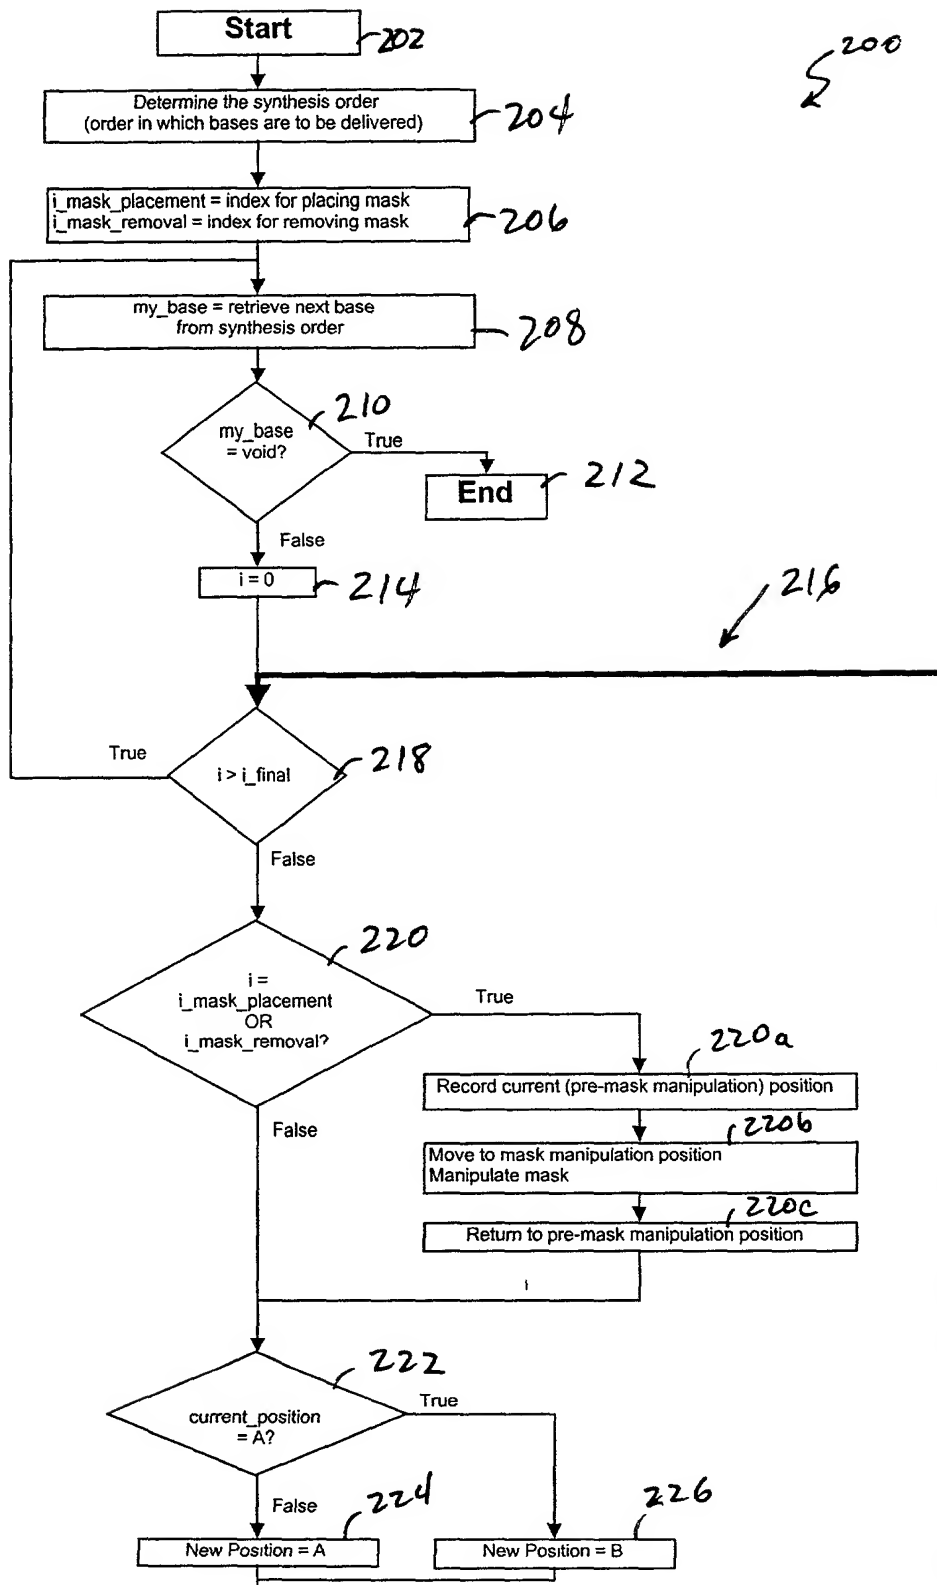 Start
202
200
Determine the synthesis order
(order in which bases are to be delivered)
204
i_mask_placement = index for placing mask
i_mask_removal = index for removing mask
206
my_base = retrieve next base
from synthesis order
208
210
my_base
= void?
True
End
212
False
i = 0
214
216
True
i > i_final
218
False
220
i =
i_mask_placement
OR
i_mask_removal?
True
220a
Record current (pre-mask manipulation) position
False
220b
Move to mask manipulation position
Manipulate mask
220c
Return to pre-mask manipulation position
222
current_position
= A?
True
False
224
226
New Position = A
New Position = B